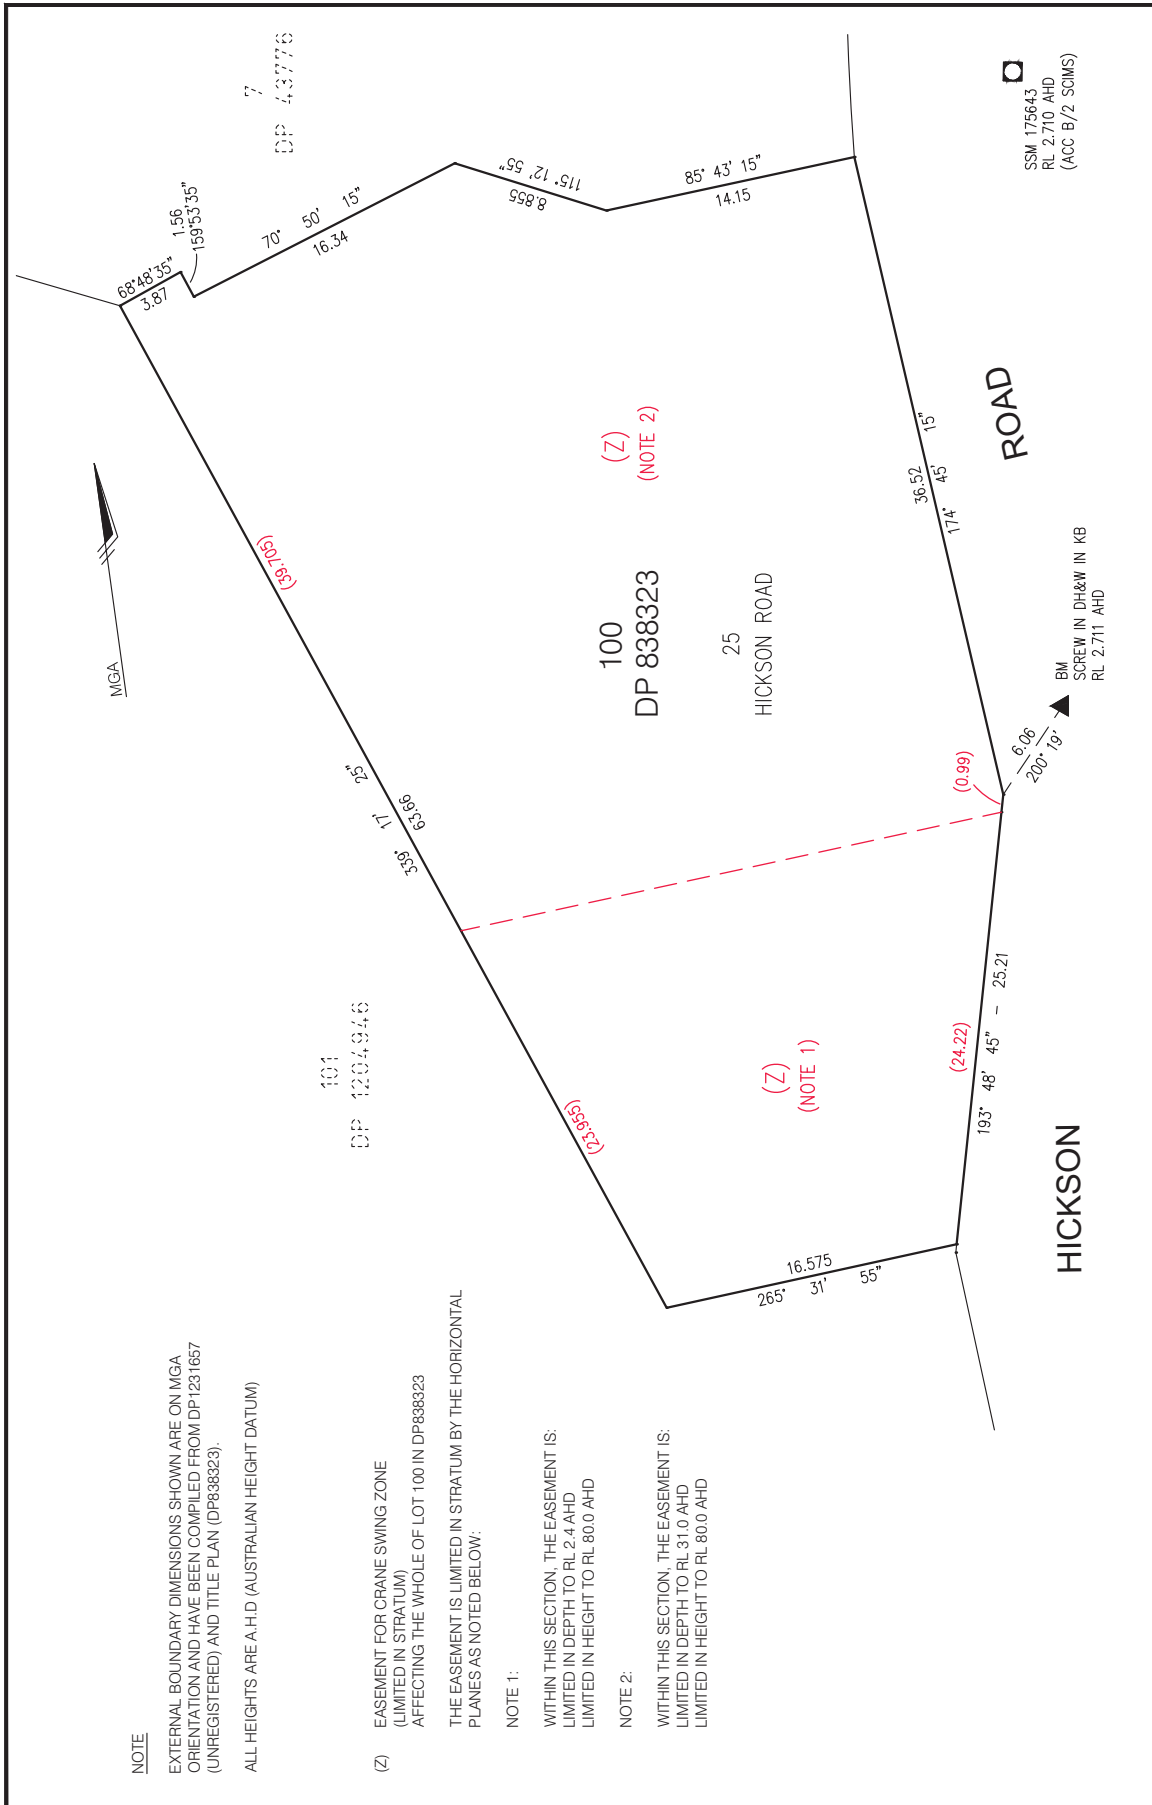 NOTE
EXTERNAL BOUNDARY DIMENSIONS SHOWN ARE ON MGA
ORIENTATION AND HAVE BEEN COMPILED FROM DP1231657
(UNREGISTERED) AND TITLE PLAN (DP838323).
ALL HEIGHTS ARE A.H.D (AUSTRALIAN HEIGHT DATUM)
(Z) EASEMENT FOR CRANE SWING ZONE
(LIMITED IN STRATUM)
AFFECTING THE WHOLE OF LOT 100 IN DP838323
THE EASEMENT IS LIMITED IN STRATUM BY THE HORIZONTAL
PLANES AS NOTED BELOW:
NOTE 1:
WITHIN THIS SECTION, THE EASEMENT IS:
LIMITED IN DEPTH TO RL 2.4 AHD
LIMITED IN HEIGHT TO RL 80.0 AHD
NOTE 2:
WITHIN THIS SECTION, THE EASEMENT IS:
LIMITED IN DEPTH TO RL 31.0 AHD
LIMITED IN HEIGHT TO RL 80.0 AHD
MGA
101
DP 1204946
7
DP 43776
68°48'35"
3.87
1.56
159°53'35"
70° 50' 15"
16.34
115° 12' 55"
8.855
85° 43' 15"
14.15
(39.705)
339° 17' 25"
63.66
(23.955)
(Z)
(NOTE 2)
100
DP 838323
25
HICKSON ROAD
(Z)
(NOTE 1)
16.575
265° 31' 55"
(24.22)
193° 48' 45" – 25.21
(0.99)
36.52
174° 45' 15"
6.06
200° 19'
BM
SCREW IN DH&W IN KB
RL 2.711 AHD
SSM 175643
RL 2.710 AHD
(ACC B/2 SCIMS)
HICKSON
ROAD